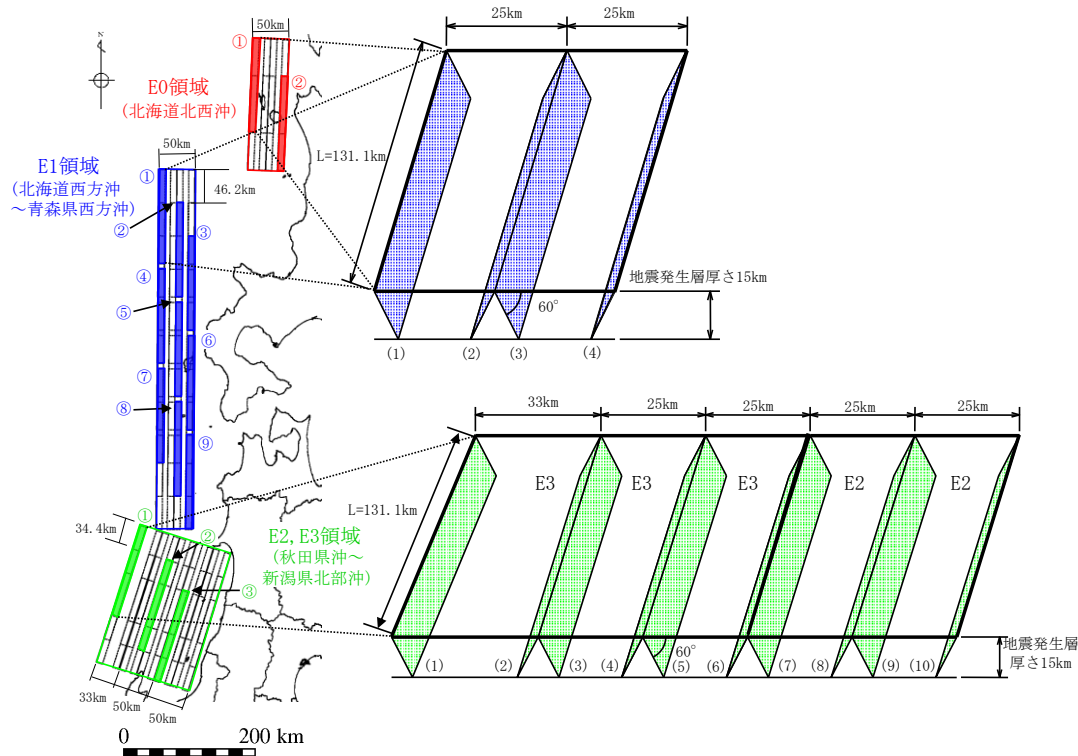 N
50km
①
②
E0領域
(北海道北西沖)
50km
E1領域
(北海道西方沖
～青森県西方沖)
①
46.2km
②
③
④
⑤
⑥
⑦
⑧
⑨
25km
25km
L=131.1km
地震発生層厚さ15km
60°
(1)
(2)
(3)
(4)
34.4km
①
②
③
E2,E3領域
(秋田県沖～
新潟県北部沖)
33km
50km
50km
0
200 km
33km
25km
25km
25km
25km
L=131.1km
E3
E3
E3
E2
E2
60°
地震発生層
厚さ15km
(1)
(2)
(3)
(4)
(5)
(6)
(7)
(8)
(9)
(10)